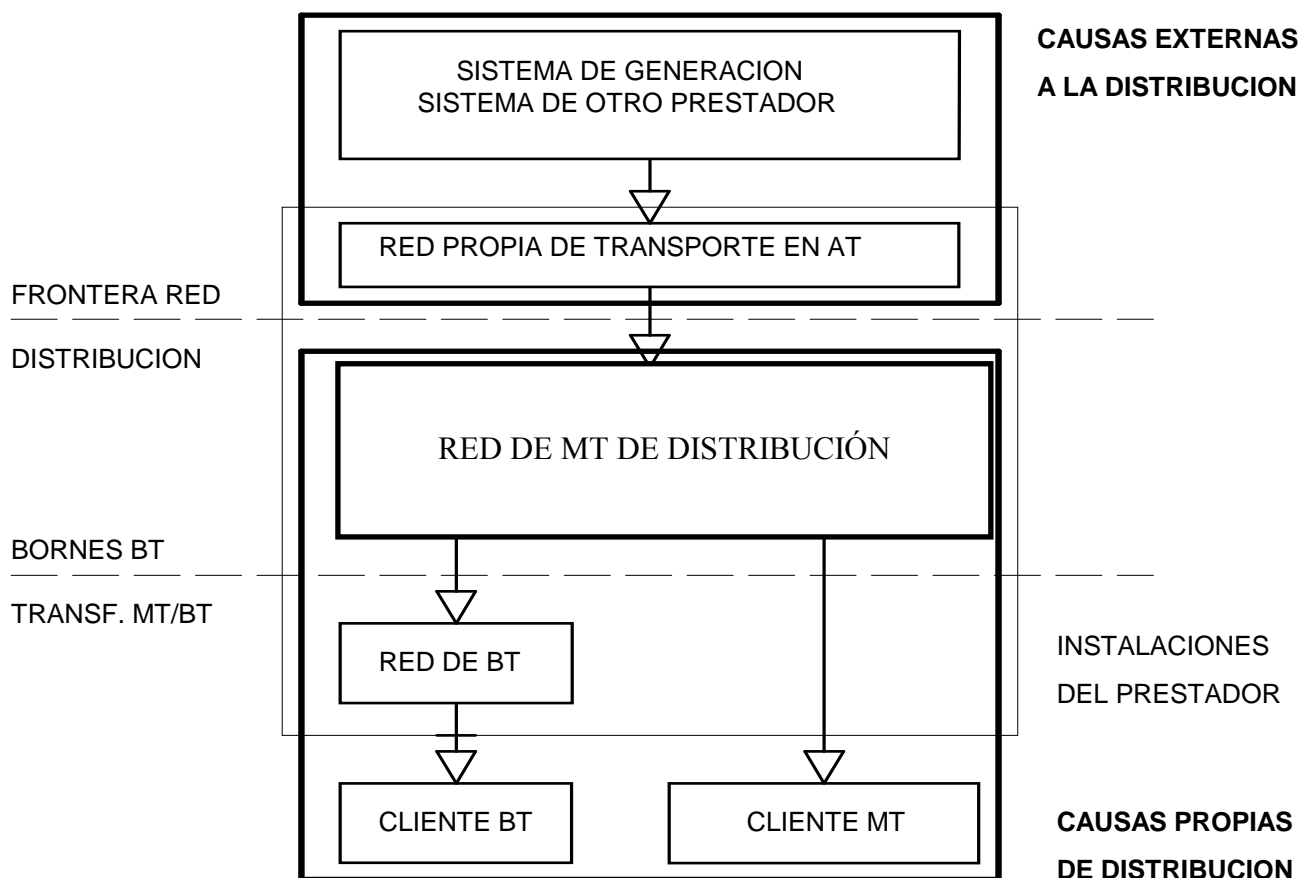 CAUSAS EXTERNAS
A LA DISTRIBUCION
SISTEMA DE GENERACION
SISTEMA DE OTRO PRESTADOR
RED PROPIA DE TRANSPORTE EN AT
FRONTERA RED
DISTRIBUCION
RED DE MT DE DISTRIBUCIÓN
BORNES BT
TRANSF. MT/BT
RED DE BT
INSTALACIONES
DEL PRESTADOR
CLIENTE BT
CLIENTE MT
CAUSAS PROPIAS
DE DISTRIBUCION